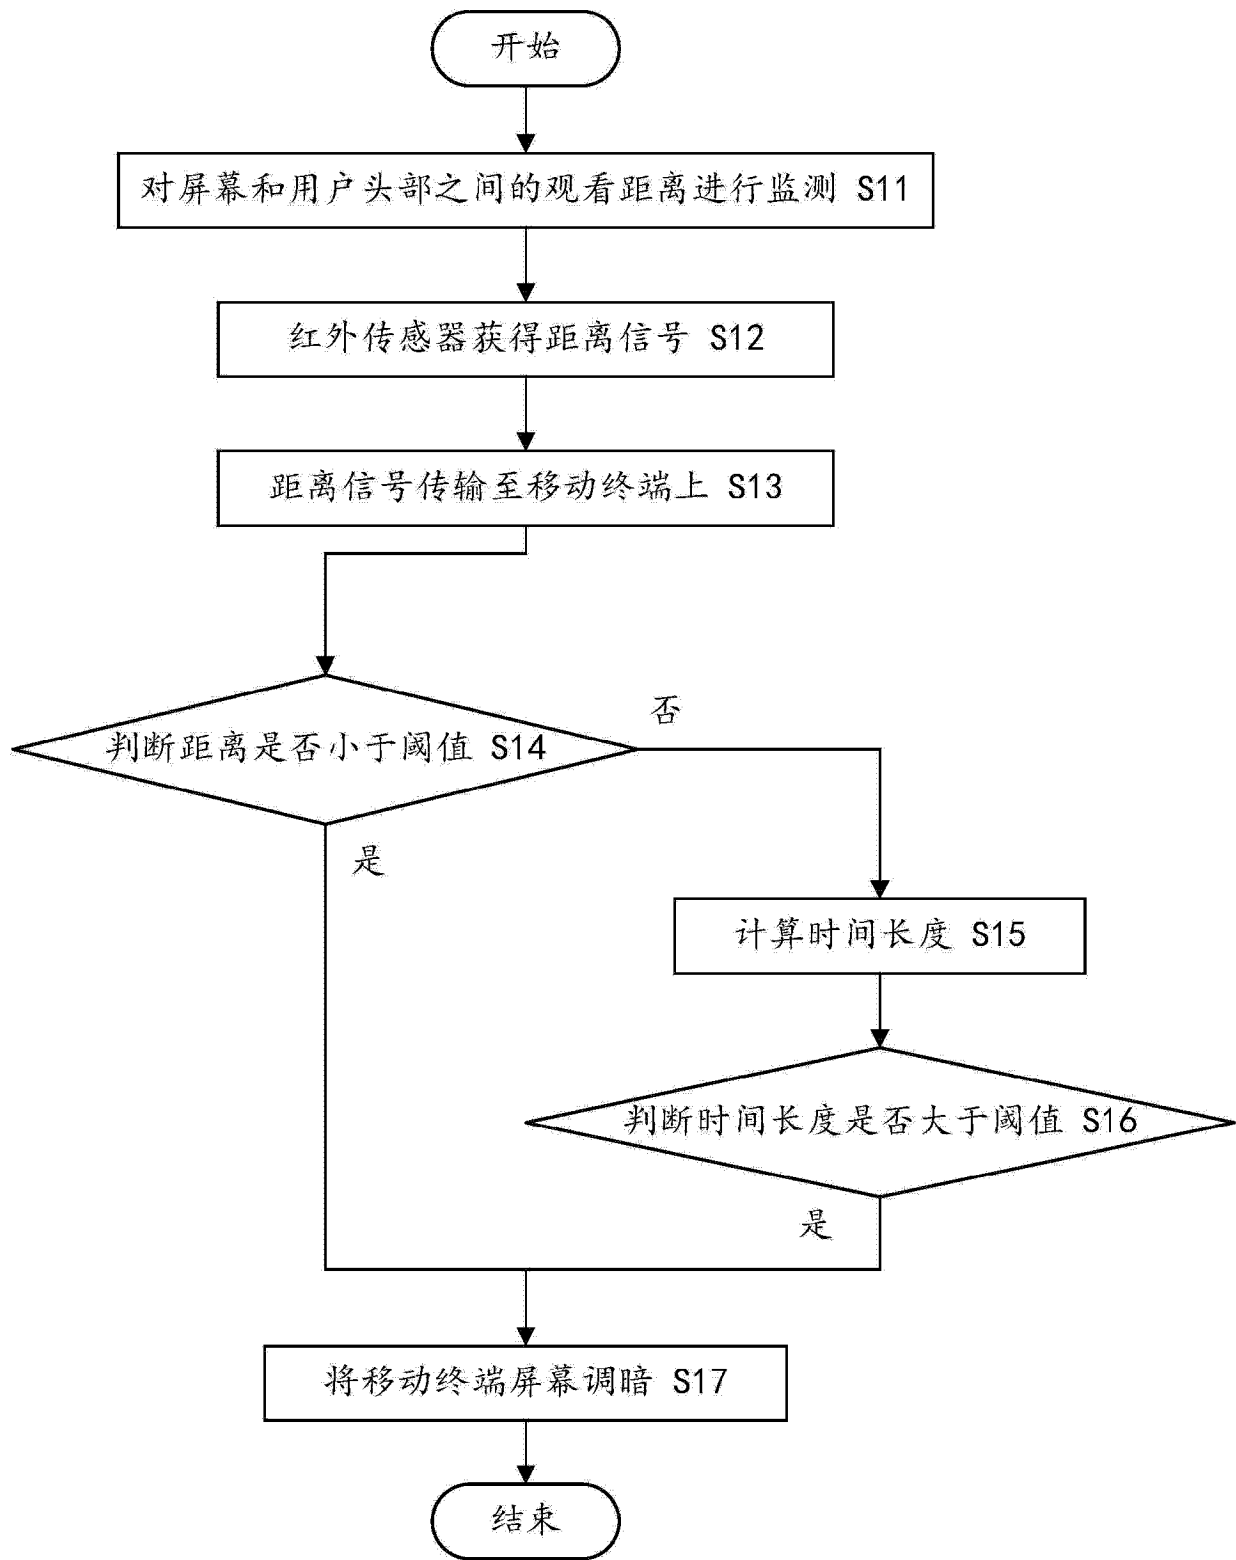 开始
对屏幕和用户头部之间的观看距离进行监测 S11
红外传感器获得距离信号 S12
距离信号传输至移动终端上 S13
否
判断距离是否小于阈值 S14
是
计算时间长度 S15
判断时间长度是否大于阈值 S16
是
将移动终端屏幕调暗 S17
结束